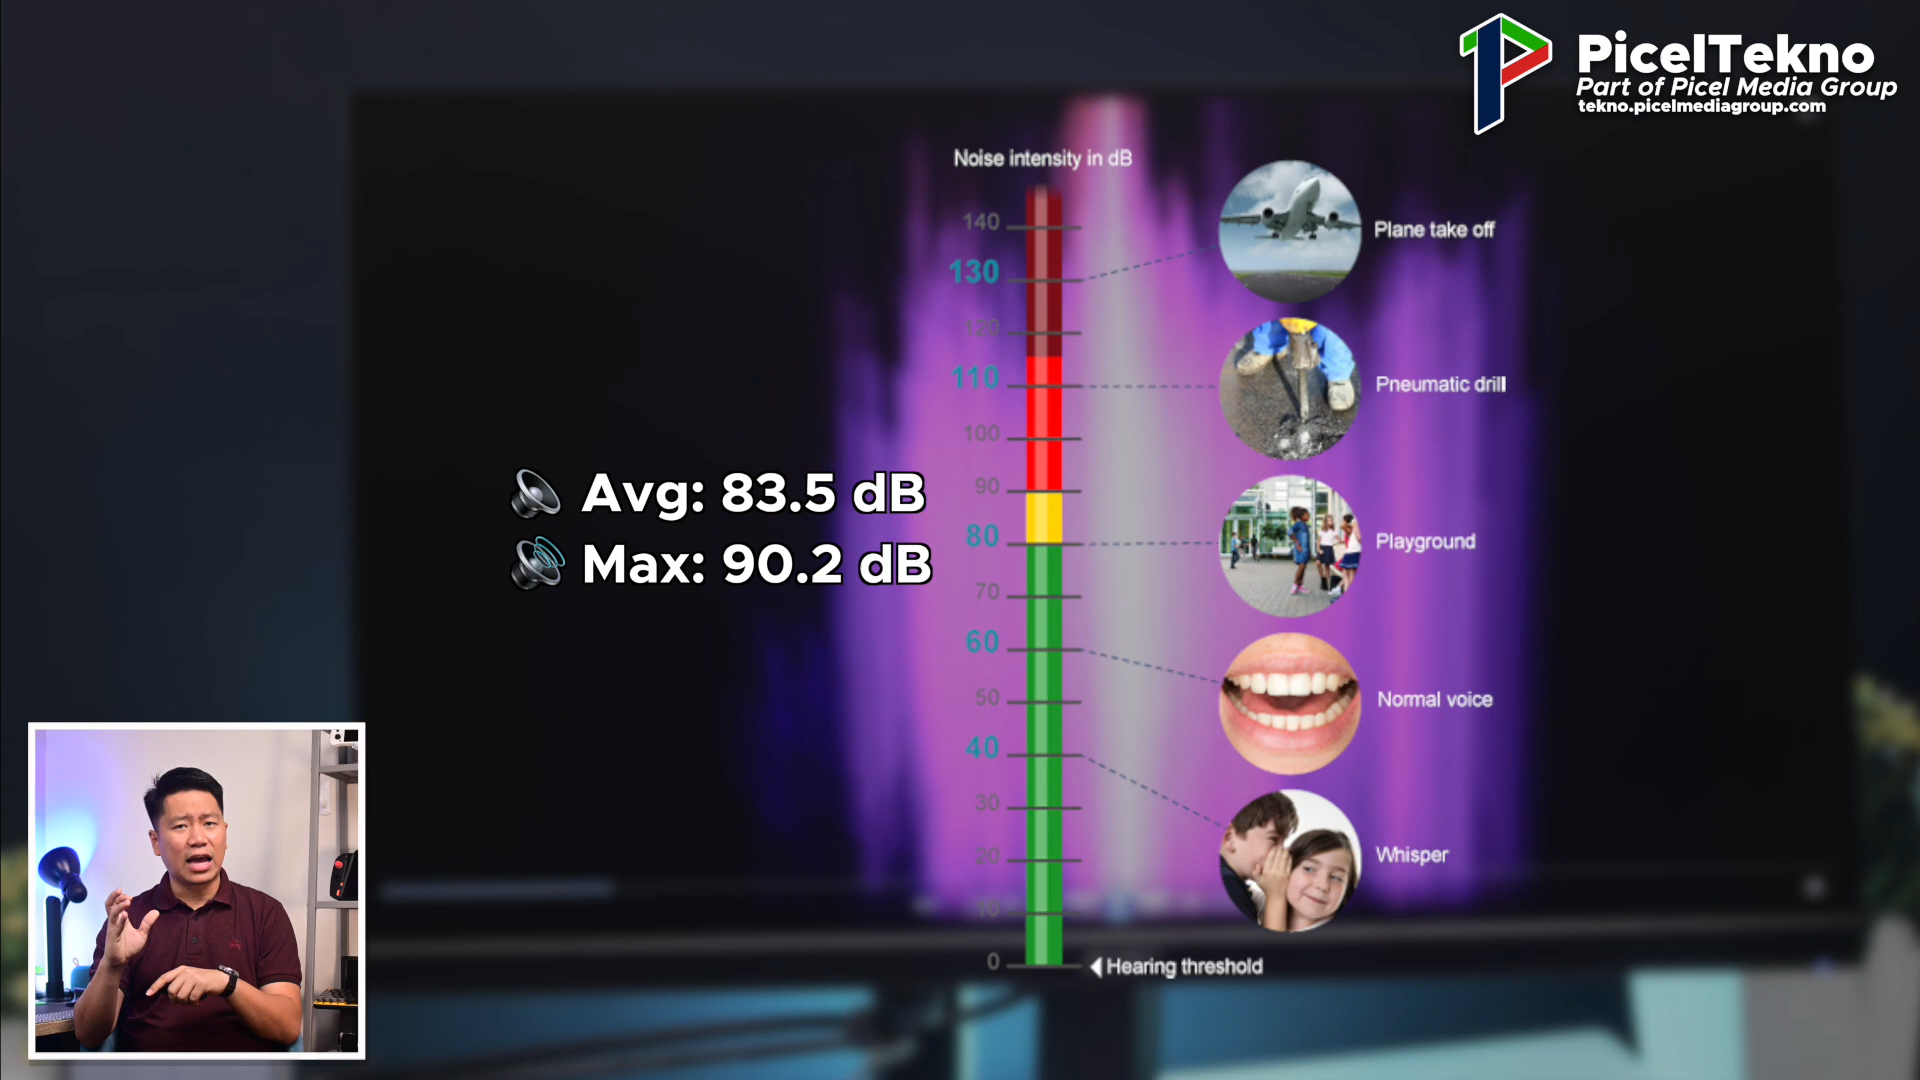 PicelTekno
Part of Picel Media Group
tekno.picelmediagroup.com
Noise intensity in dB
140
130
120
110
100
90
80
70
60
50
40
30
20
10
0
Plane take off
Pneumatic drill
Playground
Normal voice
Whisper
Hearing threshold
Avg: 83.5 dB
Max: 90.2 dB